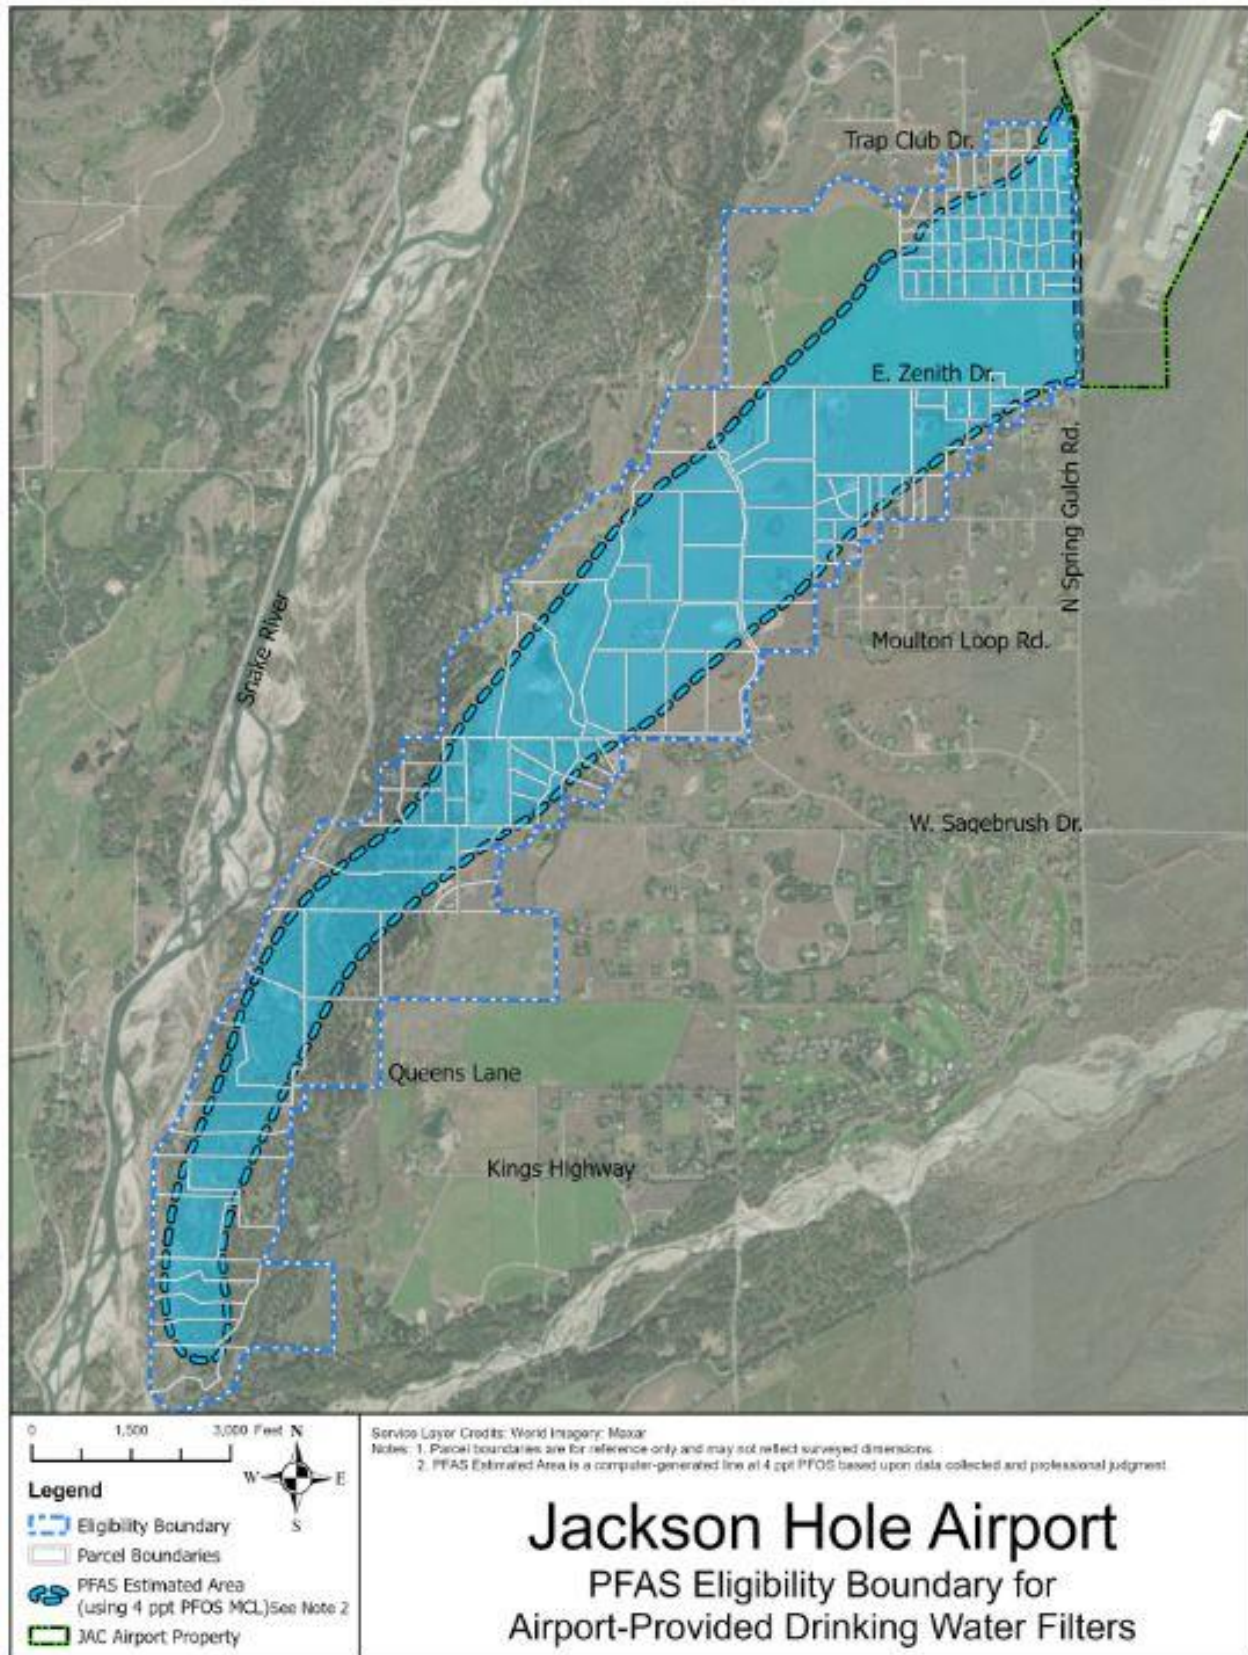 Trap Club Dr.
E. Zenith Dr.
N Spring Gulch Rd.
Snake River
Moulton Loop Rd.
W. Sagebrush Dr.
Queens Lane
Kings Highway
0 1,500 3,000 Feet
N
W E
S
Legend
Eligibility Boundary
Parcel Boundaries
PFAS Estimated Area
(using 4 ppt PFOS MCL)See Note 2
JAC Airport Property
Service Layer Credits: World Imagery: Maxar
Notes: 1. Parcel boundaries are for reference only and may not reflect surveyed dimensions.
2. PFAS Estimated Area is a computer-generated line at 4 ppt PFOS based upon data collected and professional judgment
Jackson Hole Airport
PFAS Eligibility Boundary for
Airport-Provided Drinking Water Filters